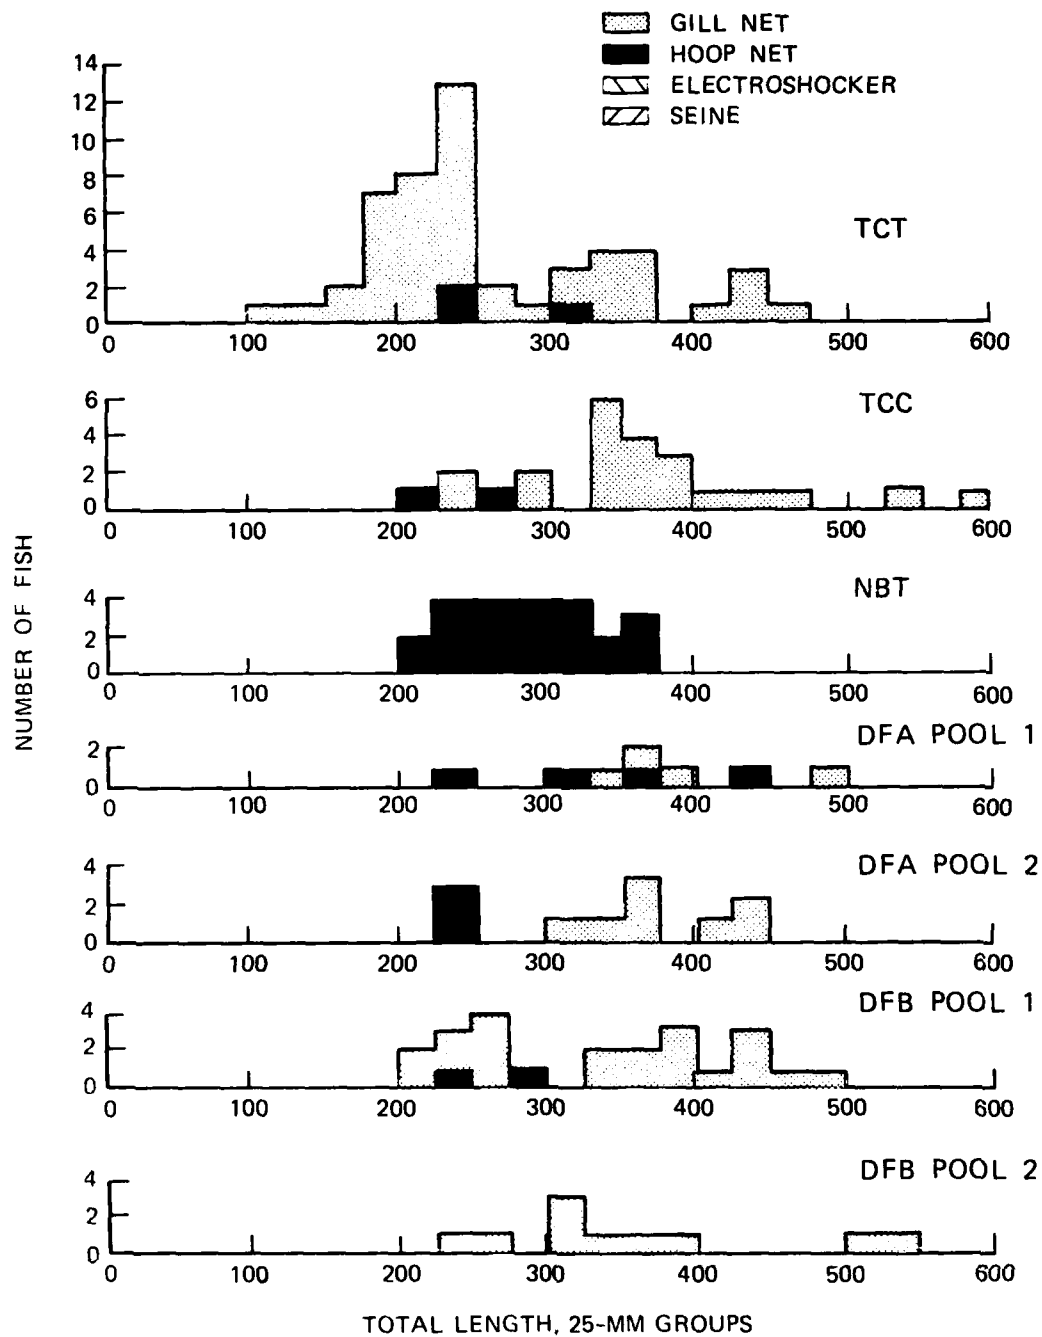 GILL NET
HOOP NET
ELECTROSHOCKER
SEINE
NUMBER OF FISH
TCT
14
12
10
8
6
4
2
0
0 100 200 300 400 500 600
TCC
6
4
2
0
0 100 200 300 400 500 600
NBT
4
2
0
0 100 200 300 400 500 600
DFA POOL 1
2
0
0 100 200 300 400 500 600
DFA POOL 2
4
2
0
0 100 200 300 400 500 600
DFB POOL 1
4
2
0
0 100 200 300 400 500 600
DFB POOL 2
4
2
0
0 100 200 300 400 500 600
TOTAL LENGTH, 25-MM GROUPS